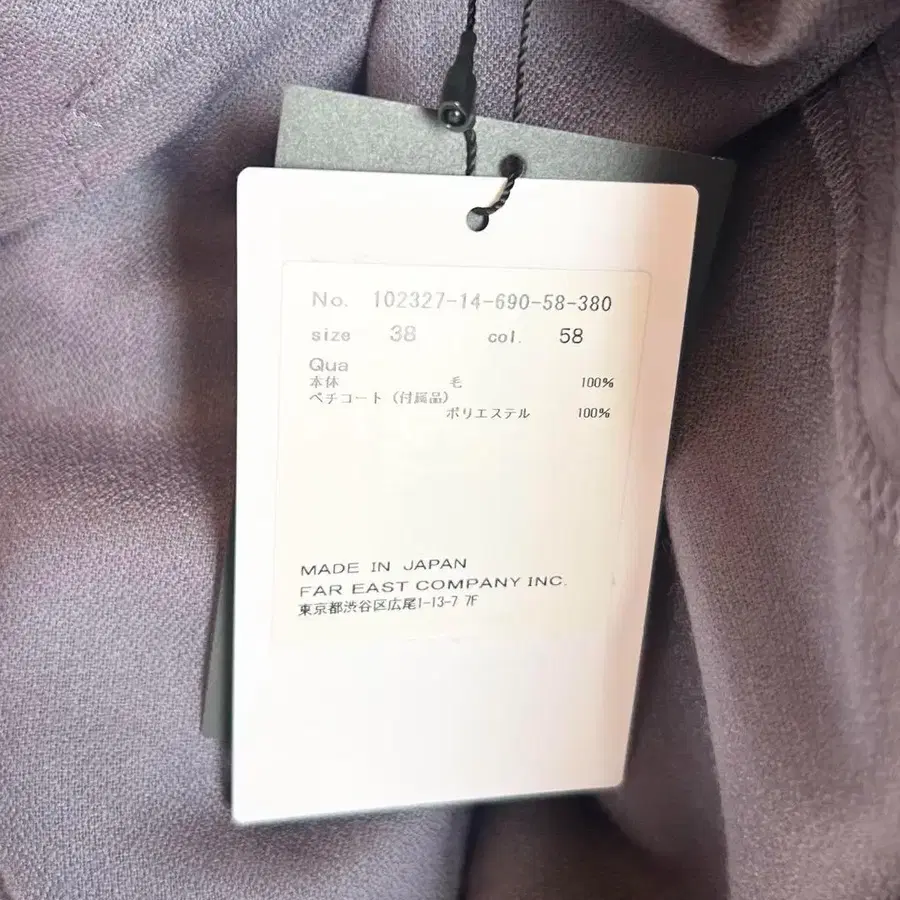 No. 102327-14-690-58-380
size 38 col. 58
Qua
本体 毛 100%
ペチコート(付属品)
ポリエステル 100%
MADE IN JAPAN
FAR EAST COMPANY INC.
東京都渋谷区広尾1-13-7 7F